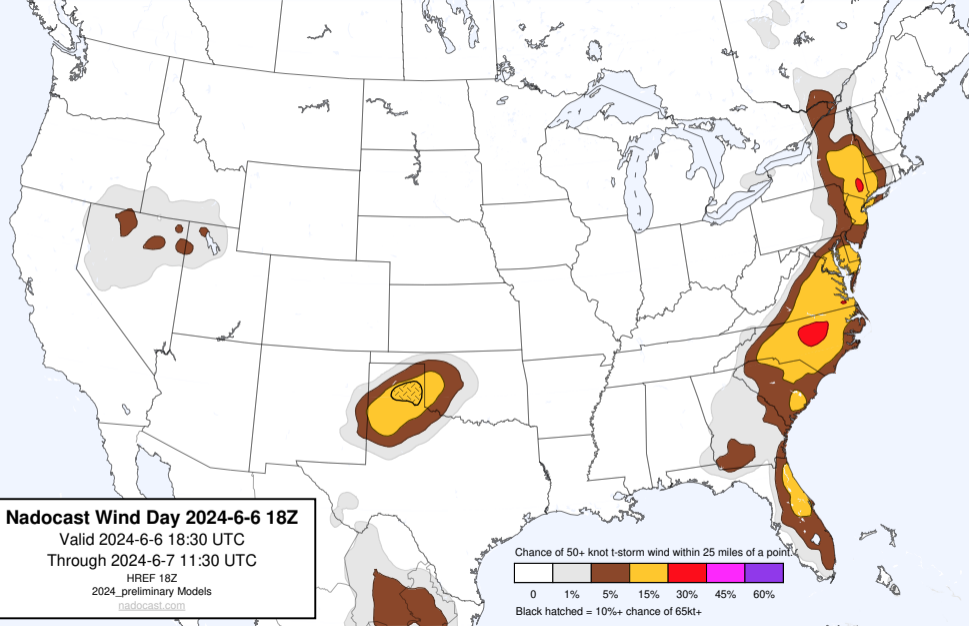 Nadocast Wind Day 2024-6-6 18Z
Valid 2024-6-6 18:30 UTC
Through 2024-6-7 11:30 UTC
HREF 18Z
2024_preliminary Models
nadocast.com
Chance of 50+ knot t-storm wind within 25 miles of a point.
0 1% 5% 15% 30% 45% 60%
Black hatched = 10%+ chance of 65kt+